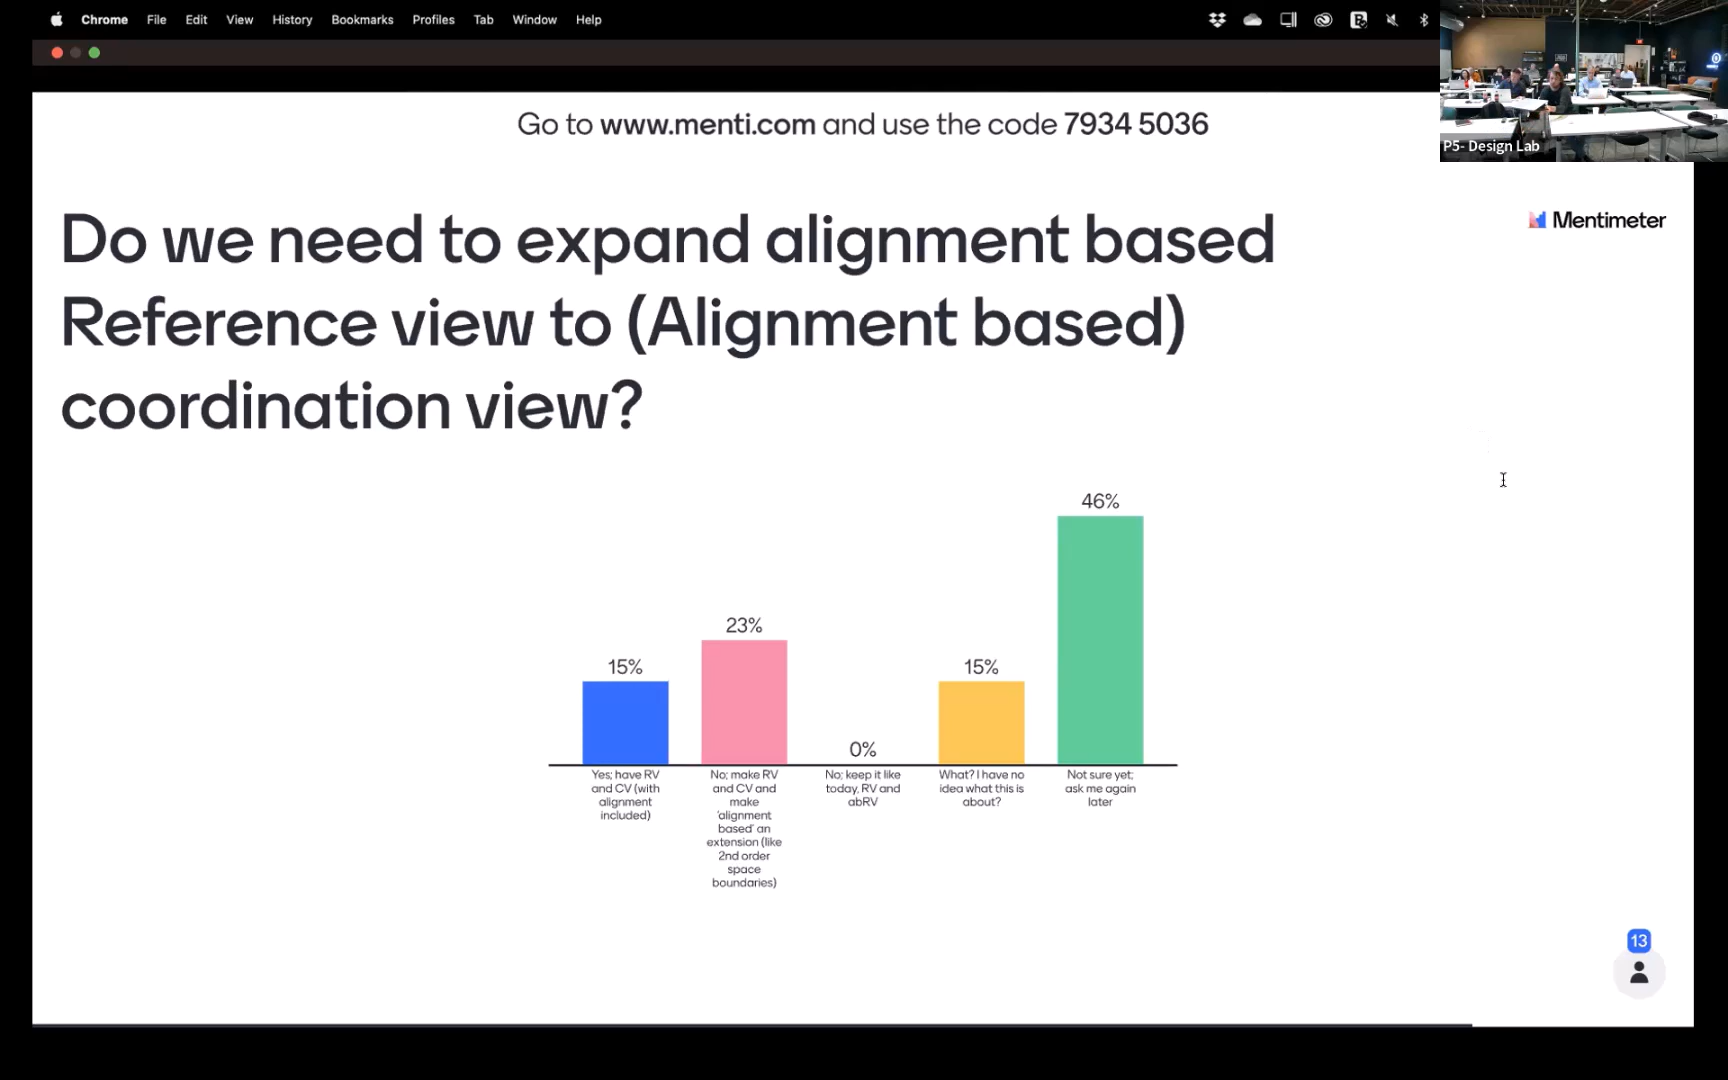 Chrome File Edit View History Bookmarks Profiles Tab Window Help
P5- Design Lab
Go to www.menti.com and use the code 7934 5036
Mentimeter
Do we need to expand alignment based
Reference view to (Alignment based)
coordination view?
15%
23%
0%
15%
46%
Yes; have RV
and CV (with
alignment
included)
No; make RV
and CV and
make
'alignment
based' an
extension (like
2nd order
space
boundaries)
No; keep it like
today, RV and
abRV
What? I have no
idea what this is
about?
Not sure yet;
ask me again
later
13